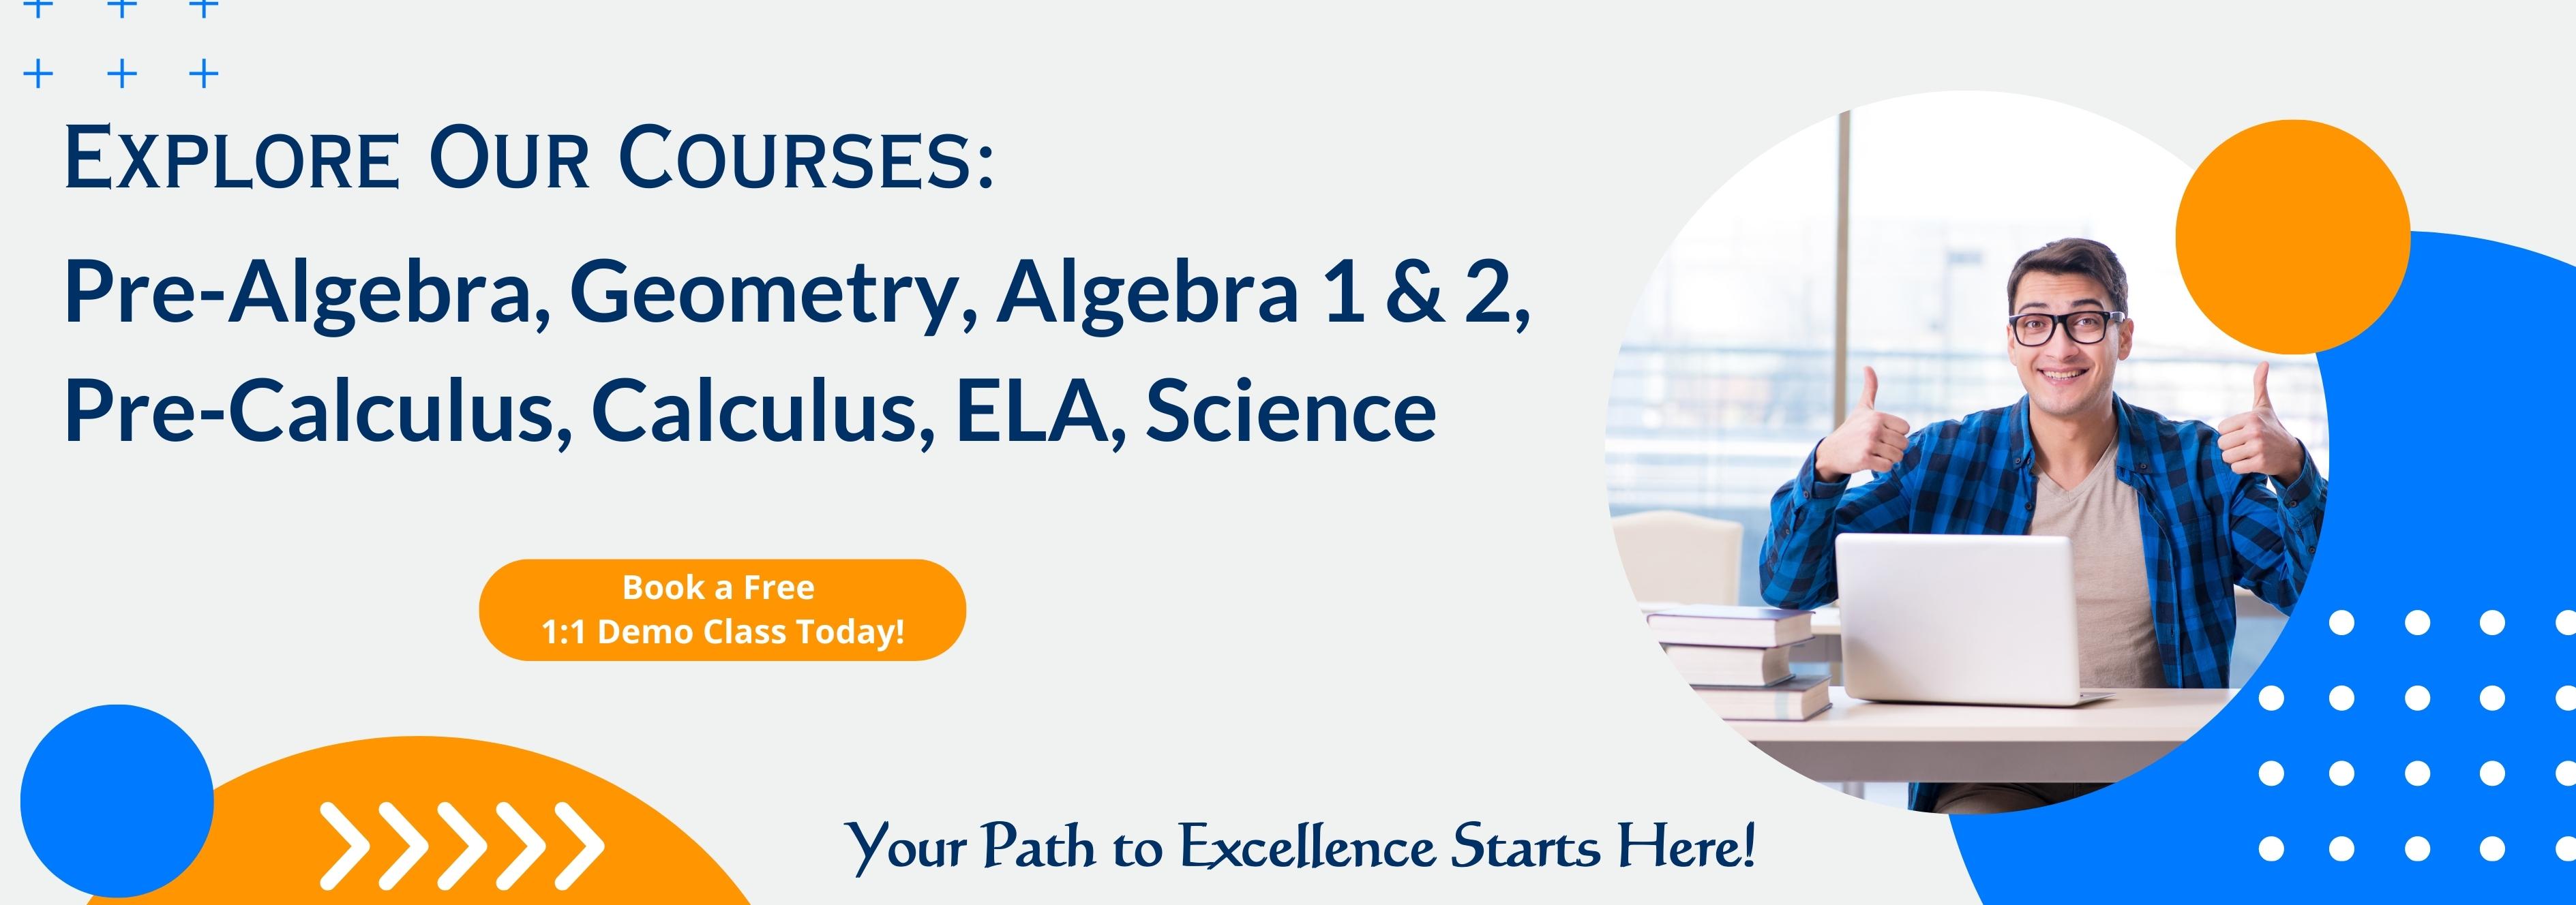 Explore Our Courses:
Pre-Algebra, Geometry, Algebra 1 & 2,
Pre-Calculus, Calculus, ELA, Science
Book a Free
1:1 Demo Class Today!
Your Path to Excellence Starts Here!